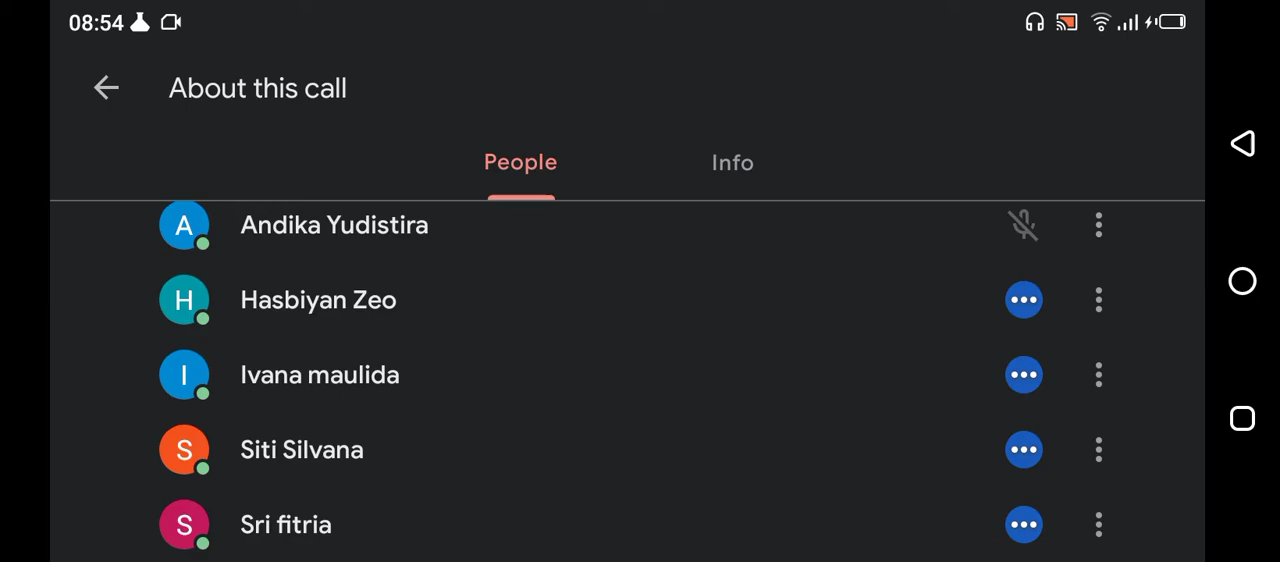 08:54
About this call
People
Info
A Andika Yudistira
H Hasbiyan Zeo
I Ivana maulida
S Siti Silvana
S Sri fitria